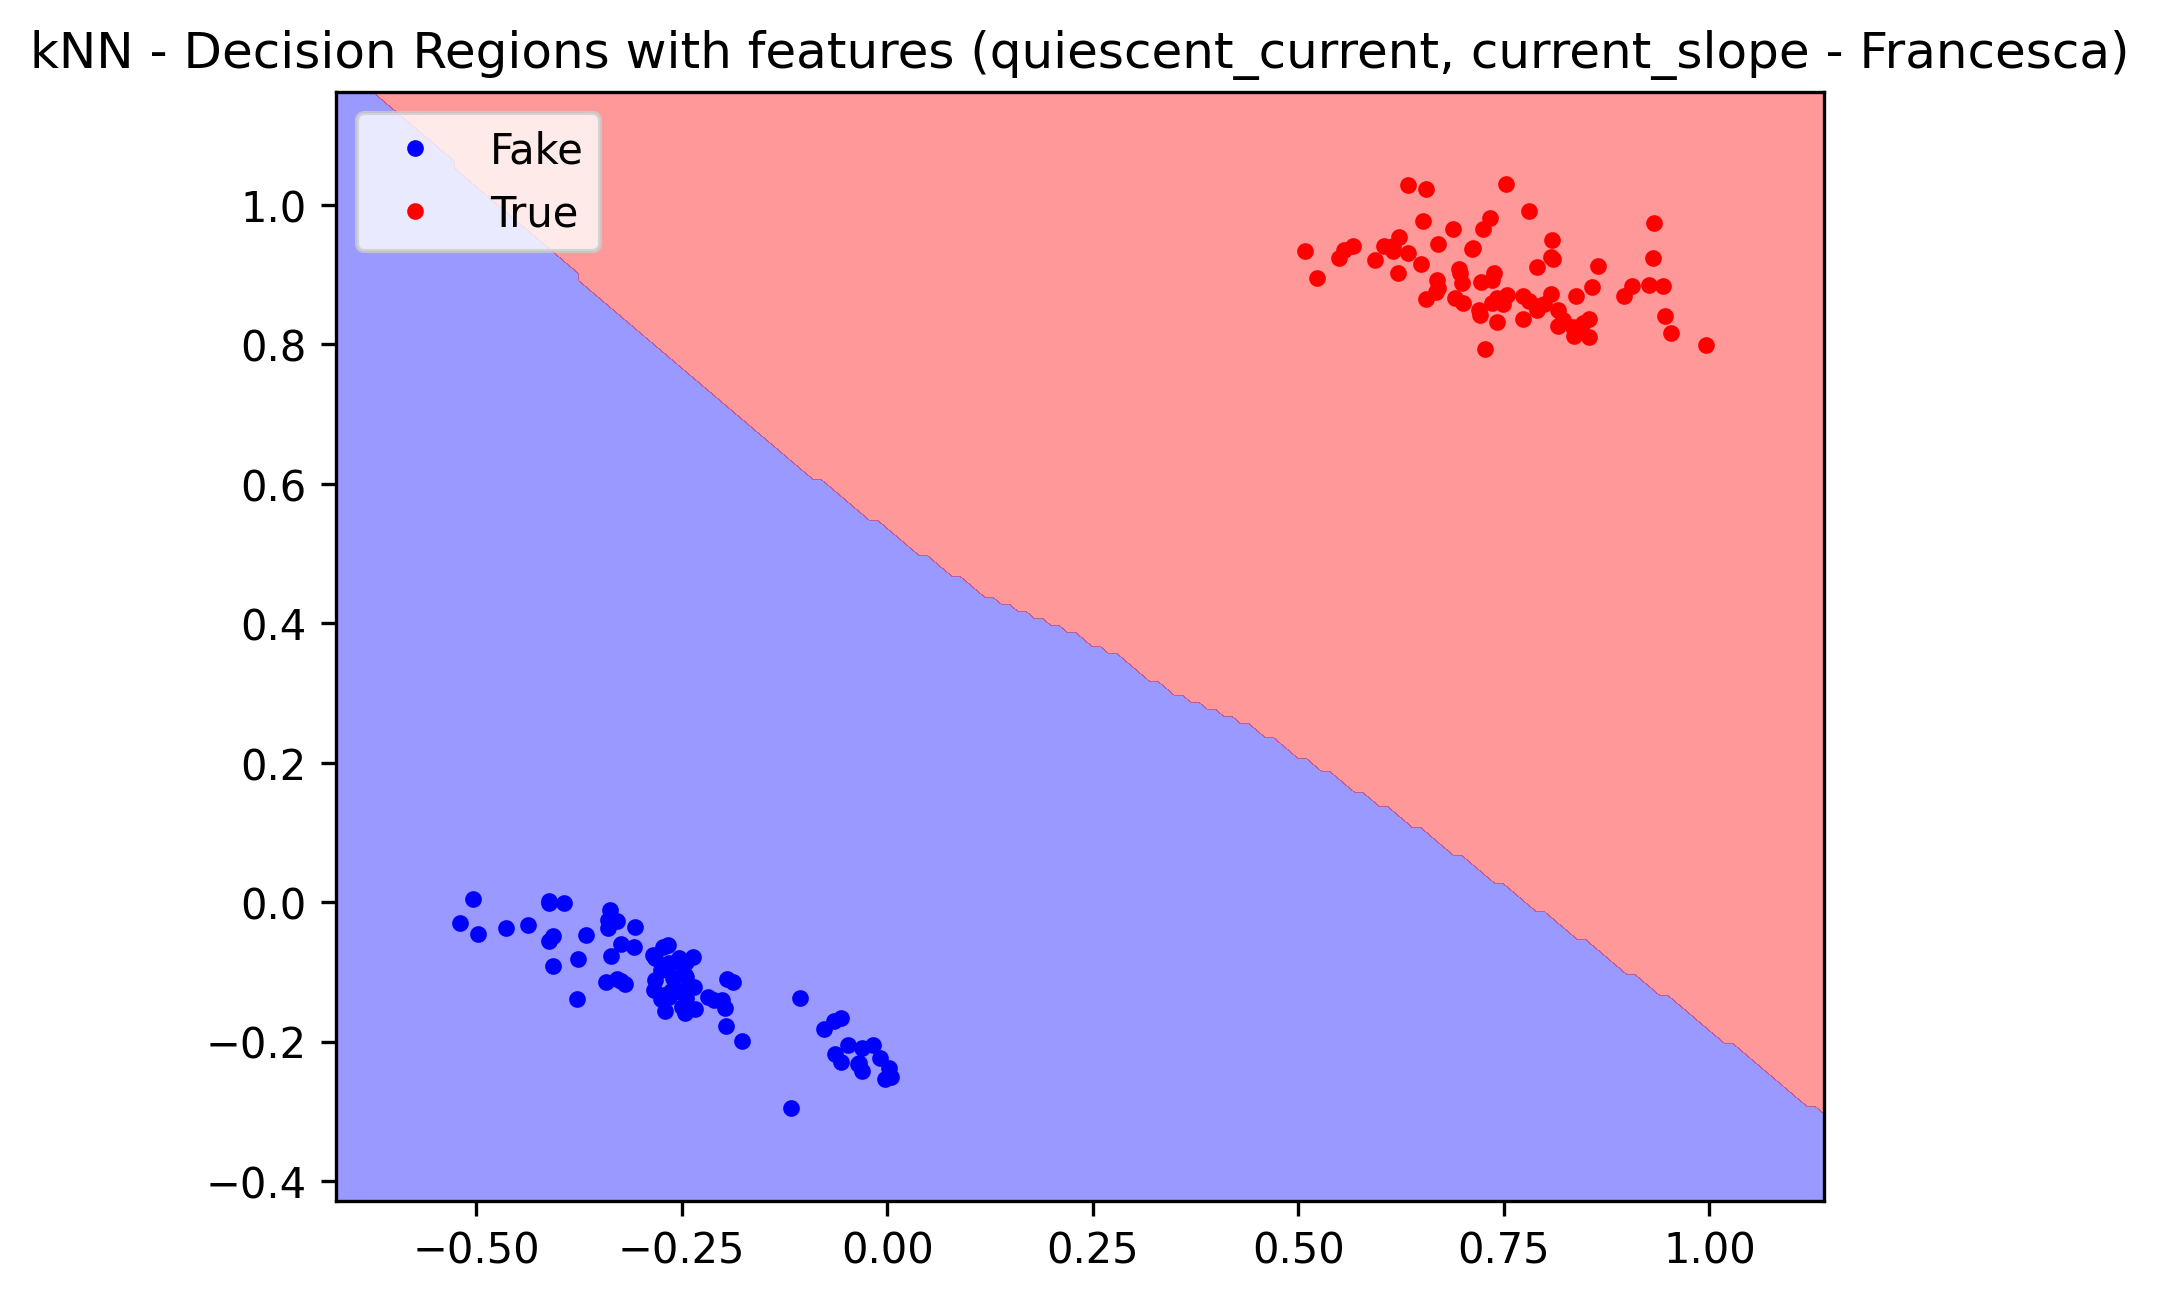 kNN - Decision Regions with features (quiescent_current, current_slope - Francesca)
Fake
True
1.0
0.8
0.6
0.4
0.2
0.0
−0.2
−0.4
−0.50 −0.25 0.00 0.25 0.50 0.75 1.00